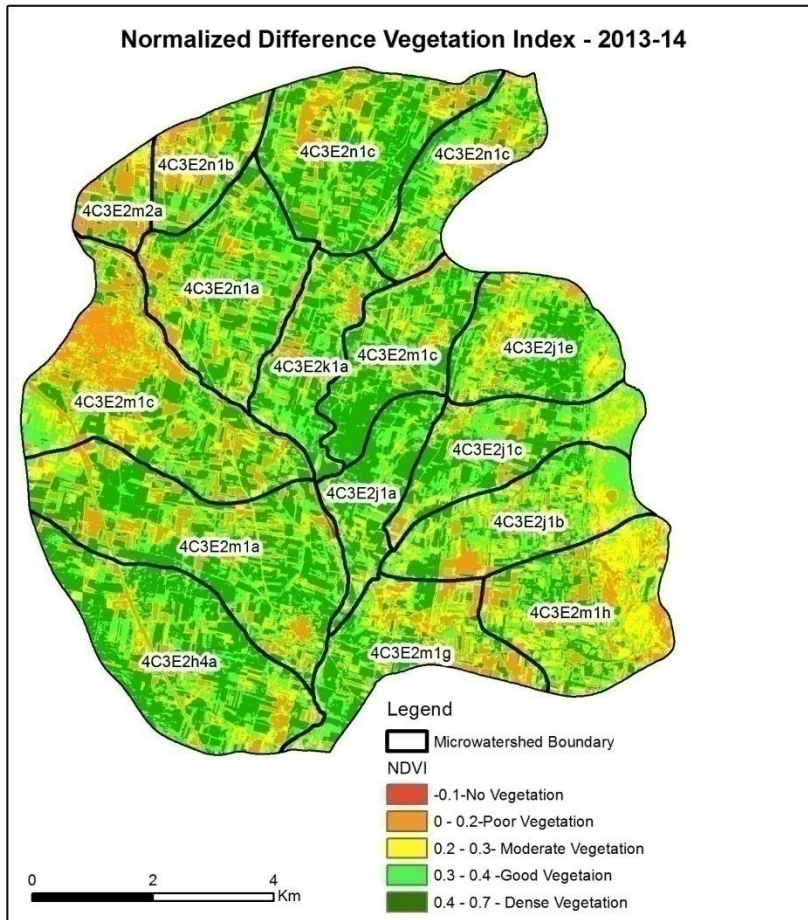 Normalized Difference Vegetation Index - 2013-14
4C3E2n1c
4C3E2n1c
4C3E2n1b
4C3E2m2a
4C3E2n1a
4C3E2k1a
4C3E2m1c
4C3E2j1e
4C3E2m1c
4C3E2j1c
4C3E2j1a
4C3E2j1b
4C3E2m1a
4C3E2m1h
4C3E2m1g
4C3E2h4a
Legend
Microwatershed Boundary
NDVI
-0.1-No Vegetation
0 - 0.2-Poor Vegetation
0.2 - 0.3- Moderate Vegetation
0.3 - 0.4 -Good Vegetaion
0.4 - 0.7 - Dense Vegetation
0 2 4
Km